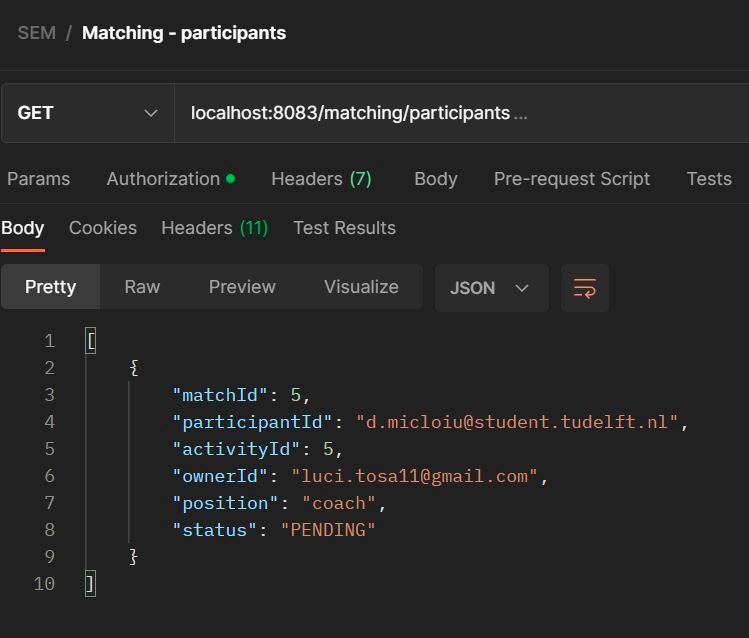 SEM / Matching - participants
GET localhost:8083/matching/participants ...
Params Authorization Headers (7) Body Pre-request Script Tests
Body Cookies Headers (11) Test Results
Pretty Raw Preview Visualize JSON
1 [
2 {
3 "matchId": 5,
4 "participantId": "d.micloiu@student.tudelft.nl",
5 "activityId": 5,
6 "ownerId": "luci.tosa11@gmail.com",
7 "position": "coach",
8 "status": "PENDING"
9 }
10 ]